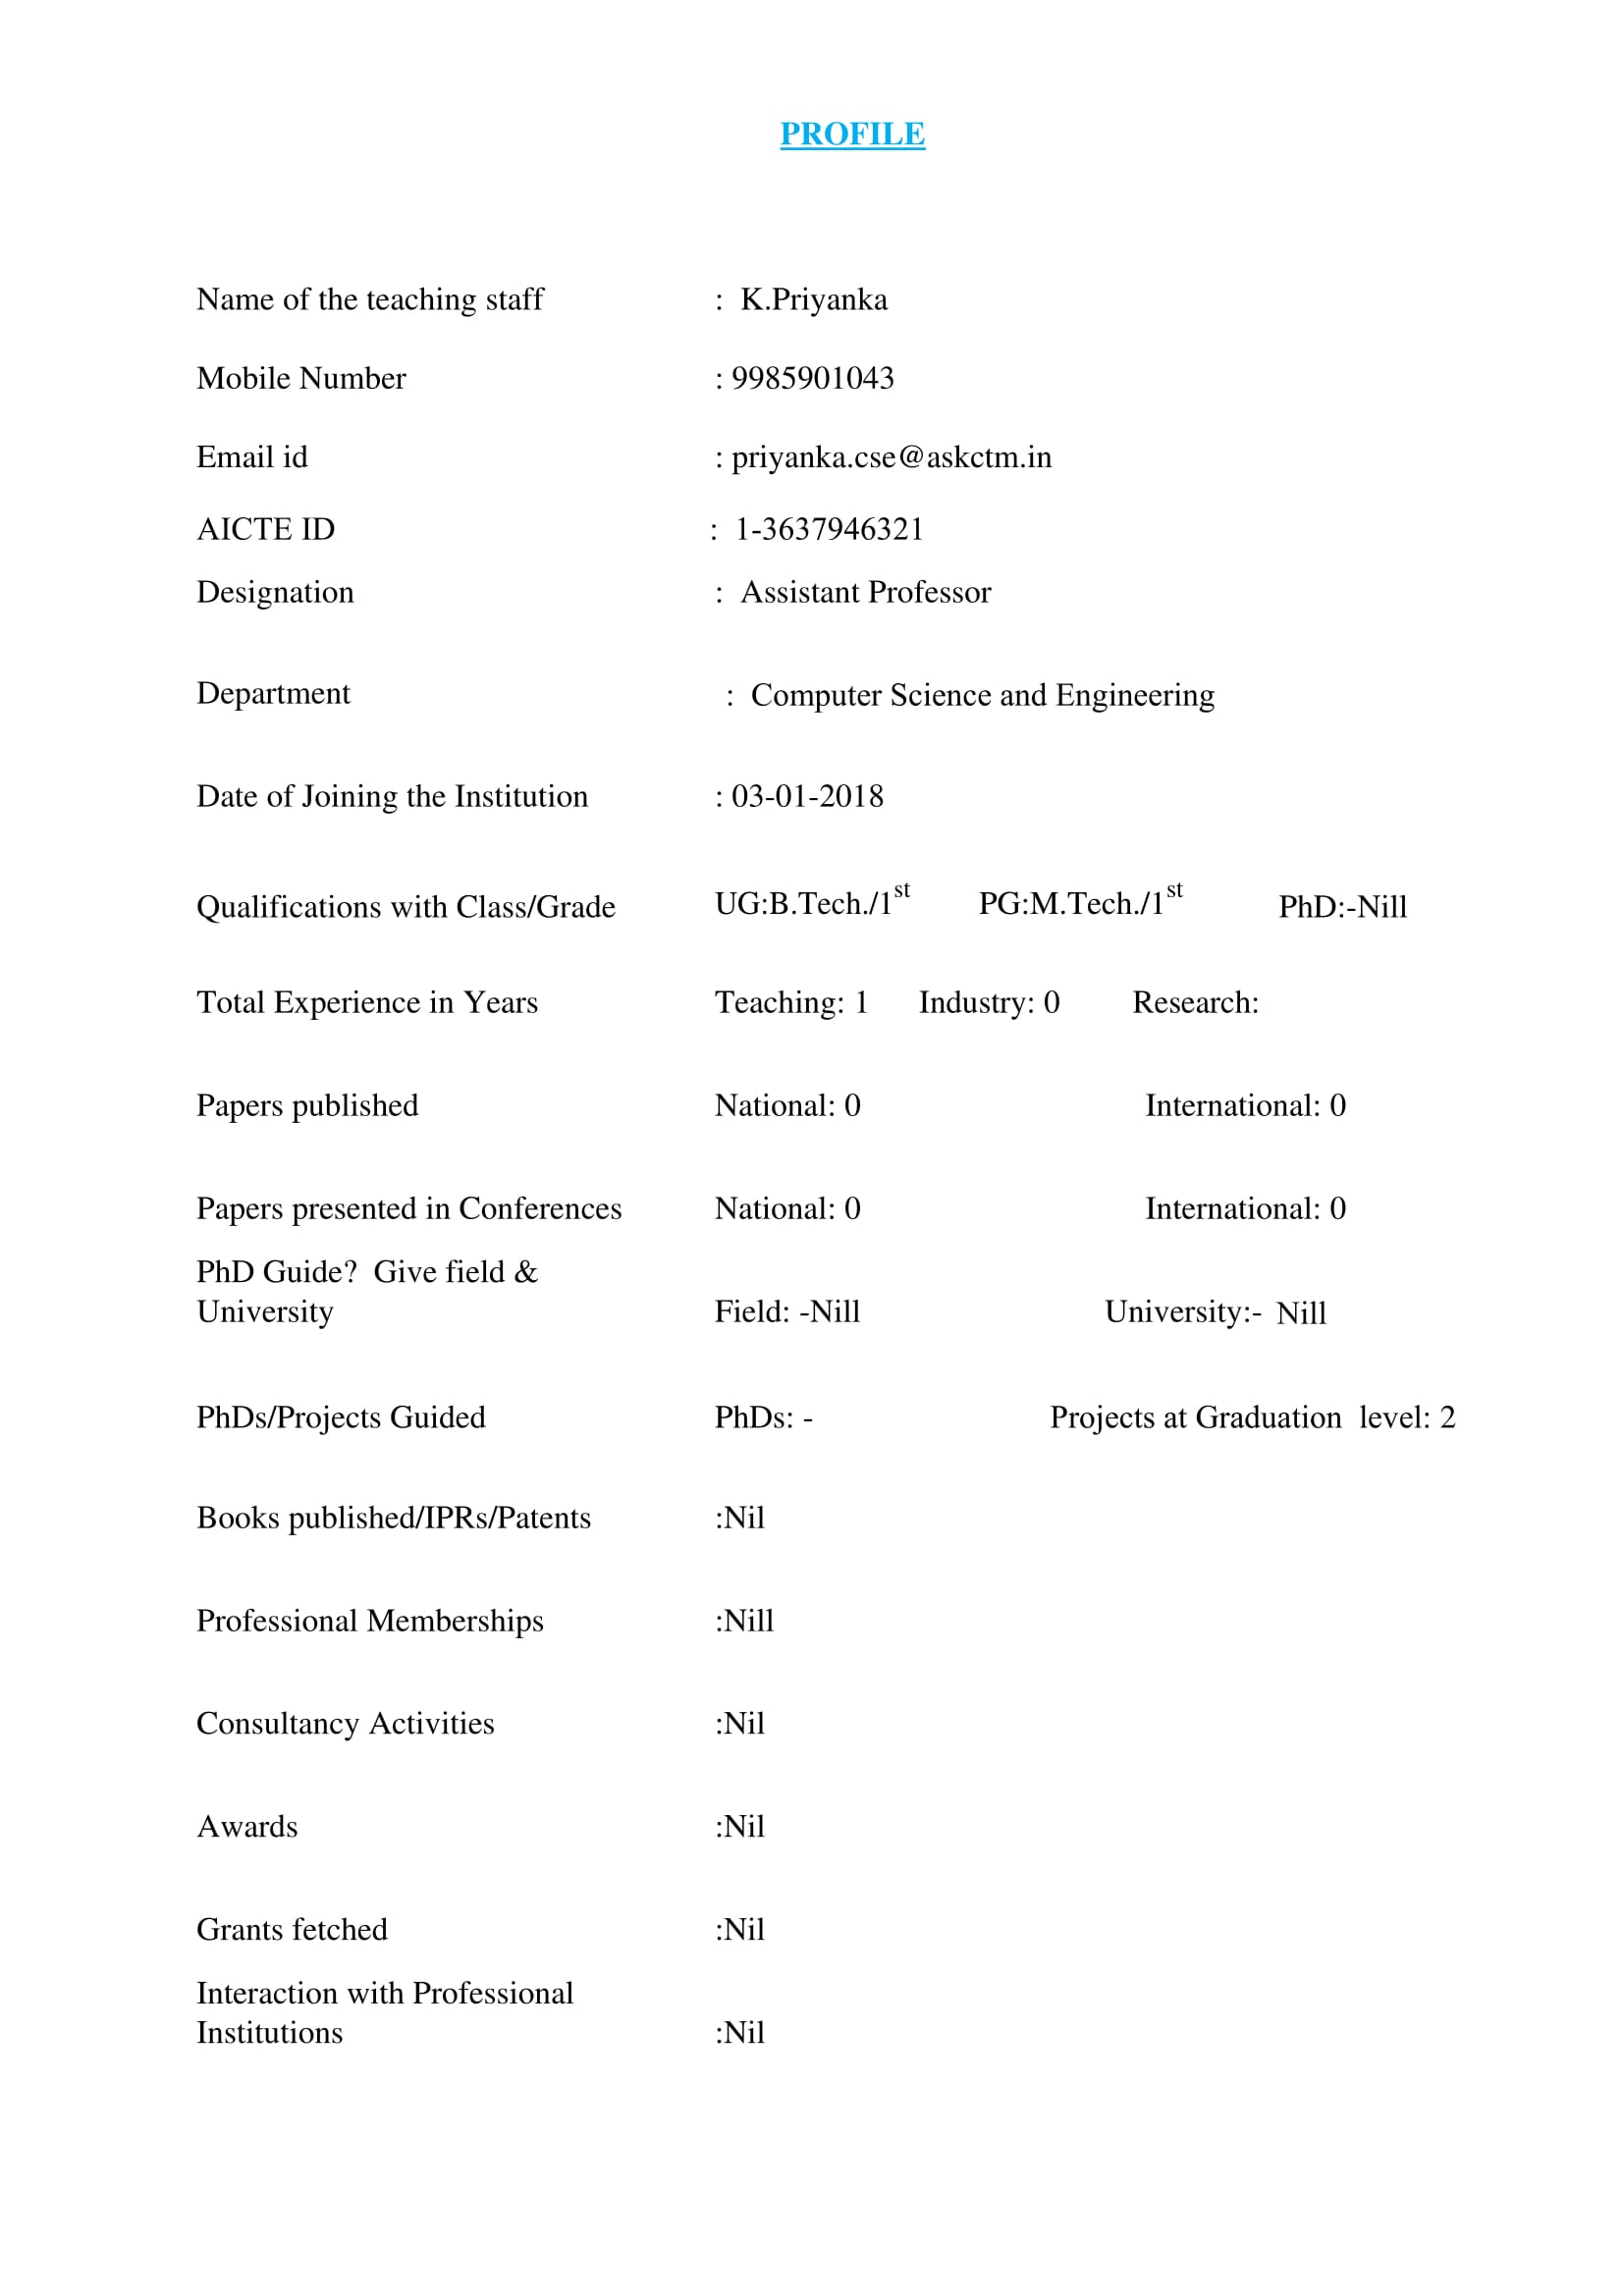 PROFILE
Name of the teaching staff : K.Priyanka
Mobile Number : 9985901043
Email id : priyanka.cse@askctm.in
AICTE ID : 1-3637946321
Designation : Assistant Professor
Department : Computer Science and Engineering
Date of Joining the Institution : 03-01-2018
Qualifications with Class/Grade UG:B.Tech./1st PG:M.Tech./1st PhD:-Nill
Total Experience in Years Teaching: 1 Industry: 0 Research:
Papers published National: 0 International: 0
Papers presented in Conferences National: 0 International: 0
PhD Guide? Give field &
University Field: -Nill University:- Nill
PhDs/Projects Guided PhDs: - Projects at Graduation level: 2
Books published/IPRs/Patents :Nil
Professional Memberships :Nill
Consultancy Activities :Nil
Awards :Nil
Grants fetched :Nil
Interaction with Professional
Institutions :Nil